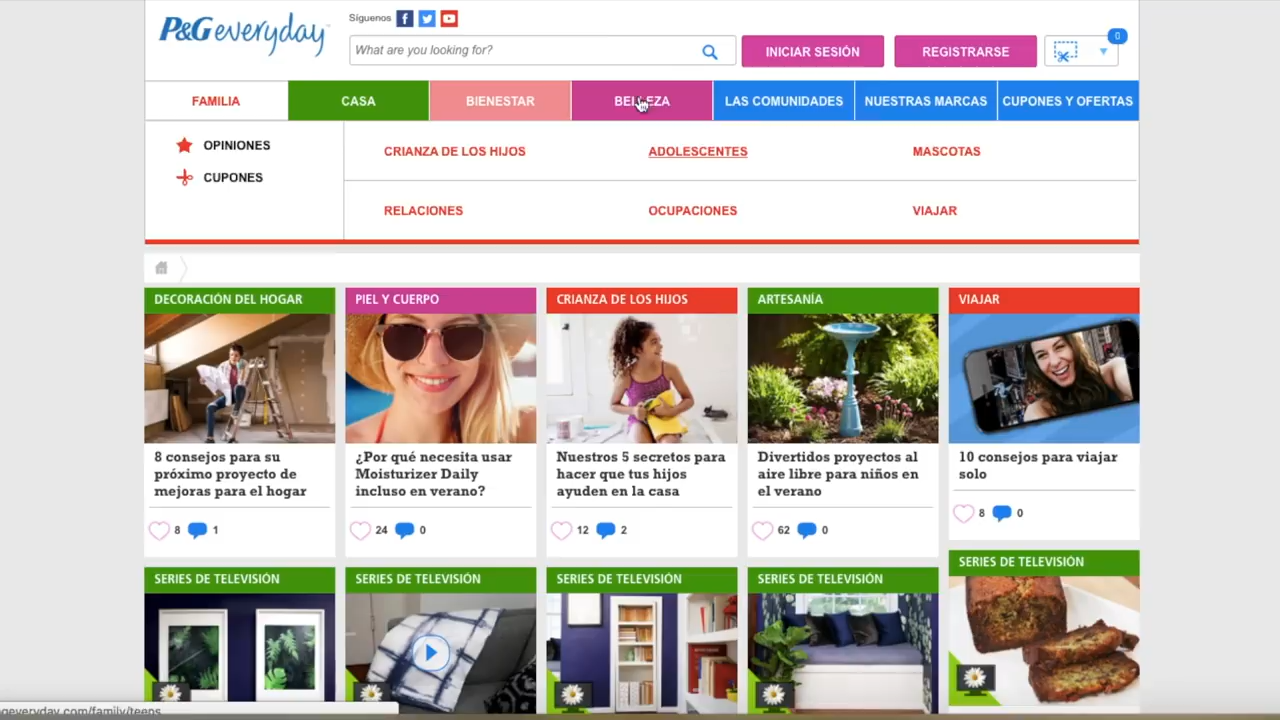 P&G everyday
Síguenos
What are you looking for?
INICIAR SESIÓN
REGISTRARSE
0
FAMILIA
CASA
BIENESTAR
BELLEZA
LAS COMUNIDADES
NUESTRAS MARCAS
CUPONES Y OFERTAS
OPINIONES
CUPONES
CRIANZA DE LOS HIJOS
ADOLESCENTES
MASCOTAS
RELACIONES
OCUPACIONES
VIAJAR
DECORACIÓN DEL HOGAR
8 consejos para su
próximo proyecto de
mejoras para el hogar
8
1
PIEL Y CUERPO
¿Por qué necesita usar
Moisturizer Daily
incluso en verano?
24
0
CRIANZA DE LOS HIJOS
Nuestros 5 secretos para
hacer que tus hijos
ayuden en la casa
12
2
ARTESANÍA
Divertidos proyectos al
aire libre para niños en
el verano
62
0
VIAJAR
10 consejos para viajar
solo
8
0
SERIES DE TELEVISIÓN
SERIES DE TELEVISIÓN
SERIES DE TELEVISIÓN
SERIES DE TELEVISIÓN
SERIES DE TELEVISIÓN
geveryday.com/family/teens